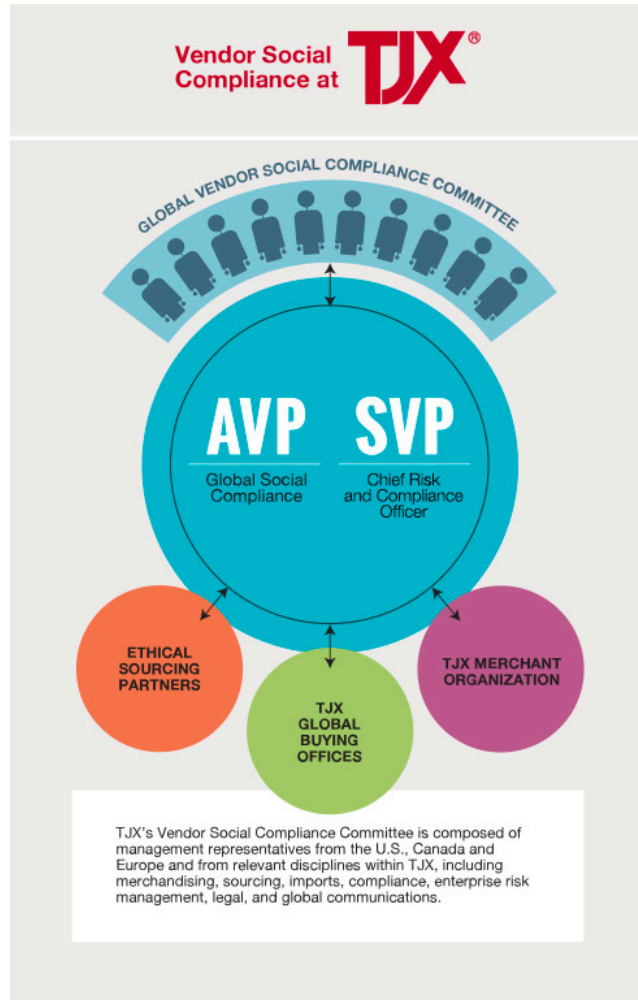 Vendor Social
Compliance at
TJX®
GLOBAL VENDOR SOCIAL COMPLIANCE COMMITTEE
AVP
Global Social
Compliance
SVP
Chief Risk
and Compliance
Officer
ETHICAL
SOURCING
PARTNERS
TJX
GLOBAL
BUYING
OFFICES
TJX MERCHANT
ORGANIZATION
TJX's Vendor Social Compliance Committee is composed of
management representatives from the U.S., Canada and
Europe and from relevant disciplines within TJX, including
merchandising, sourcing, imports, compliance, enterprise risk
management, legal, and global communications.